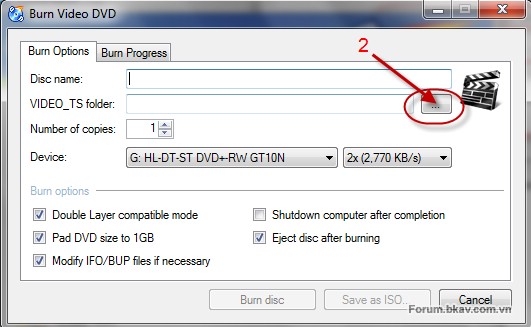 Burn Video DVD
Burn Options
Burn Progress
2
Disc name:
VIDEO_TS folder:
...
Number of copies:
1
Device:
G: HL-DT-ST DVD+-RW GT10N
2x (2,770 KB/s)
Burn options
Double Layer compatible mode
Shutdown computer after completion
Pad DVD size to 1GB
Eject disc after burning
Modify IFO/BUP files if necessary
Burn disc
Save as ISO...
Cancel
Forum.bkav.com.vn